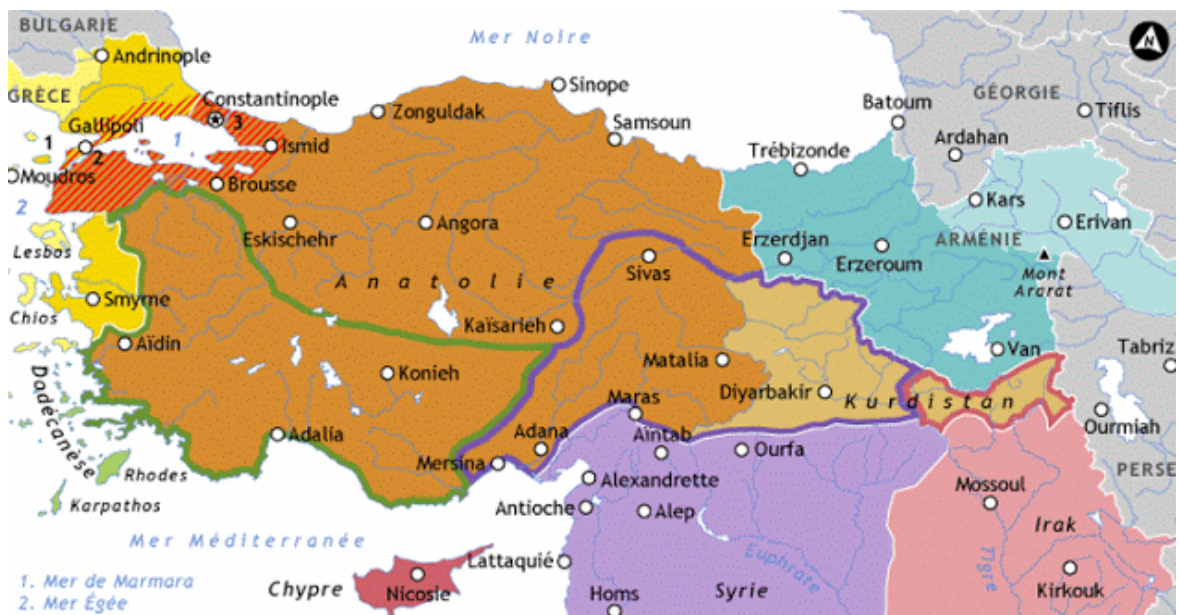 BULGARIE
Mer Noire
N
Andrinople
Sinope
GRÈCE
Constantinople
Zonguldak
Batoum
GÉORGIE
Tiflis
Gallipoli
3
Samsoun
Ardahan
1
1
Ismid
2
Trébizonde
Moudros
Brousse
Kars
2
Eskischehr
Angora
Erivan
Lesbos
Erzerdjan
ARMÉNIE
Erzeroum
Sivas
Mont
Ararat
Anatolie
Smyrne
Chios
Kaïsarieh
Aïdin
Van
Tabriz
Matalia
Konieh
Diyarbakir
Kurdistan
Dadécanèse
Maras
Ourmiah
Adalia
Adana
Aïntab
Ourfa
Mersina
PERSE
Rhodes
Alexandrette
Mossoul
Karpathos
Antioche
Alep
Irak
Mer Méditerranée
Lattaquié
Euphrate
Tigre
1. Mer de Marmara
Chypre
Nicosie
Kirkouk
2. Mer Égée
Homs
Syrie